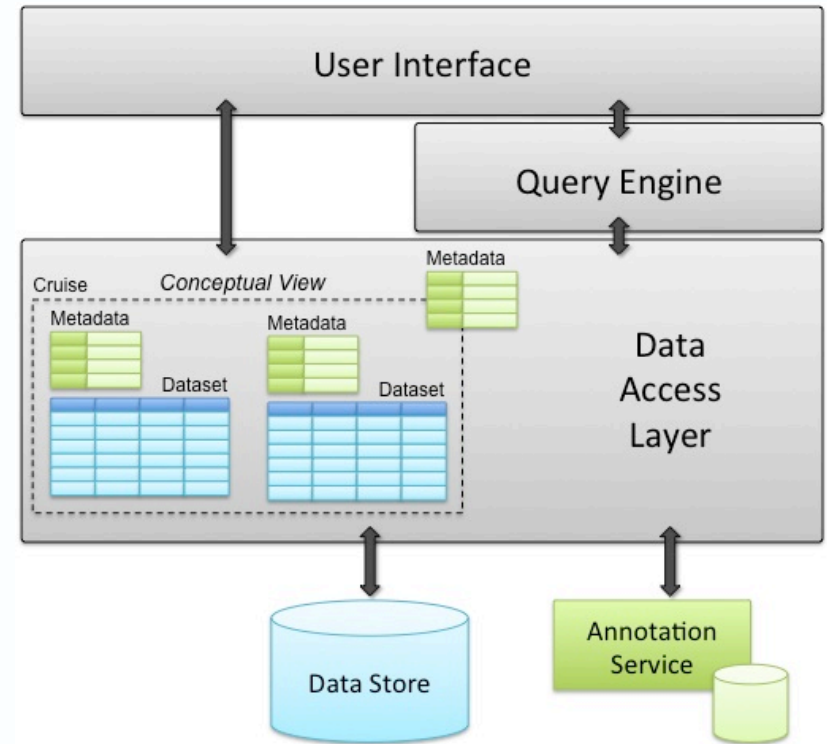 User Interface
Query Engine
Metadata
Cruise
Conceptual View
Metadata
Metadata
Dataset
Dataset
Data
Access
Layer
Data Store
Annotation
Service